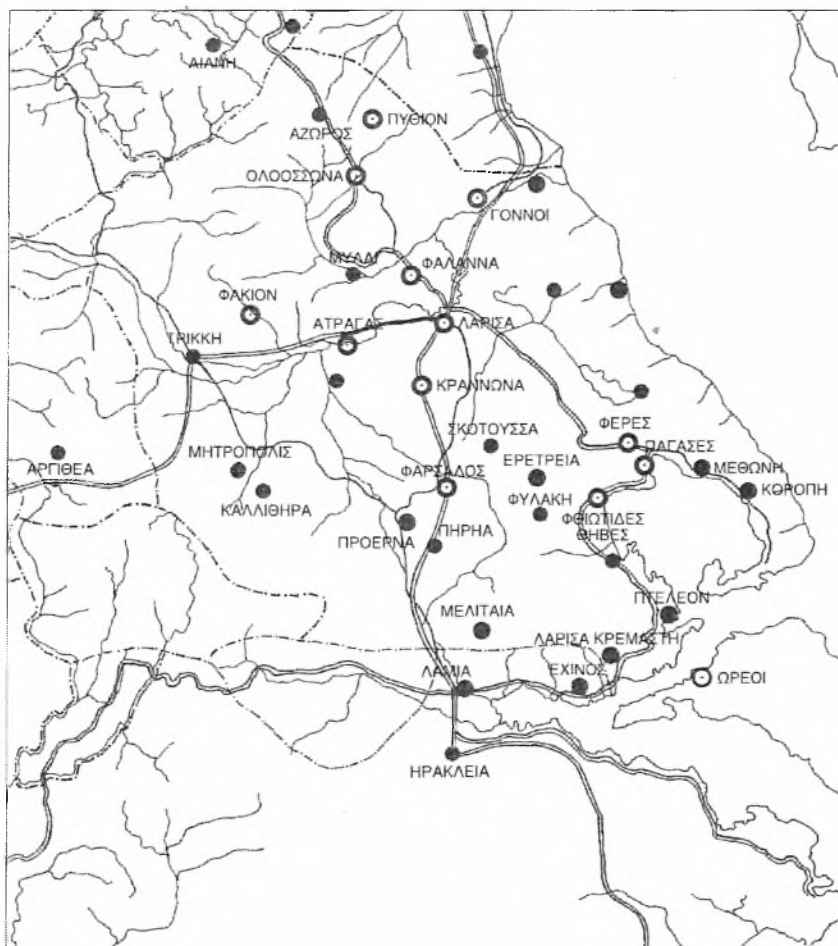 ΑΙΑΝΗ
ΑΖΩΡΟΣ
ΠΥΘΙΟΝ
ΟΛΟΟΣΣΩΝΑ
ΓΟΝΝΟΙ
ΜΥΛΑΙ
ΦΑΛΑΝΝΑ
ΦΑΚΙΟΝ
ΑΤΡΑΓΑΣ
ΛΑΡΙΣΑ
ΤΡΙΚΚΗ
ΚΡΑΝΝΩΝΑ
ΣΚΟΤΟΥΣΣΑ
ΦΕΡΕΣ
ΠΑΓΑΣΕΣ
ΜΕΘΩΝΗ
ΑΡΓΙΘΕΑ
ΜΗΤΡΟΠΟΛΙΣ
ΕΡΕΤΡΕΙΑ
ΚΟΡΟΠΗ
ΚΑΛΛΙΘΗΡΑ
ΦΑΡΣΑΛΟΣ
ΦΥΛΑΚΗ
ΦΘΙΩΤΙΔΕΣ
ΘΗΒΕΣ
ΠΡΟΕΡΝΑ
ΠΗΡΗΑ
ΜΕΛΙΤΑΙΑ
ΠΤΕΛΕΟΝ
ΛΑΡΙΣΑ ΚΡΕΜΑΣΤΗ
ΛΑΜΙΑ
ΕΧΙΝΟΣ
ΩΡΕΟΙ
ΗΡΑΚΛΕΙΑ